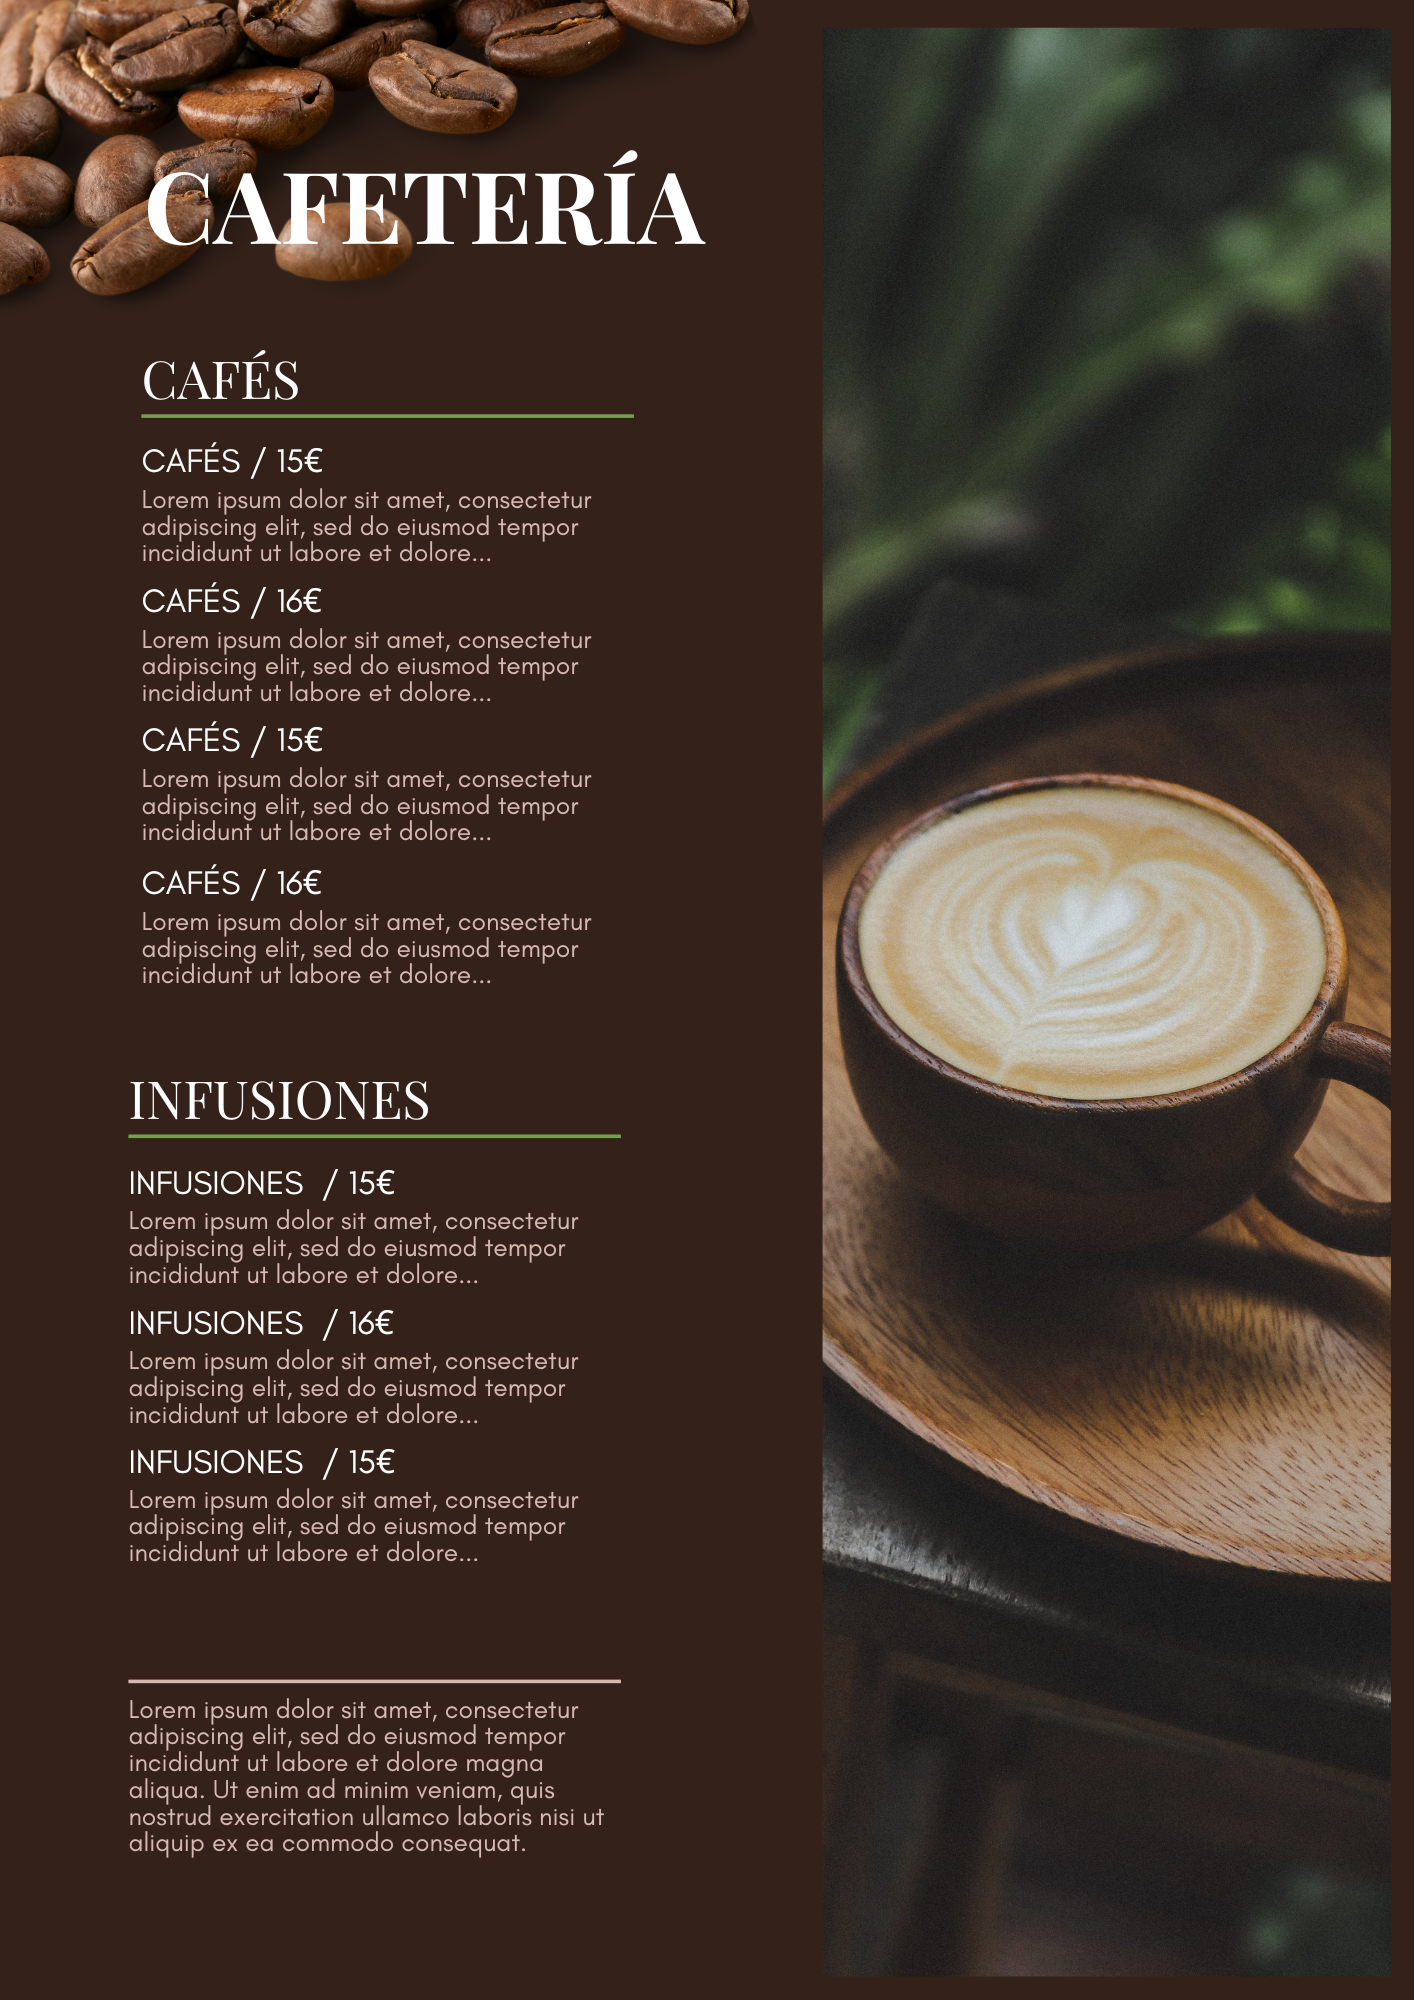 CAFETERÍA
CAFÉS
CAFÉS / 15€
Lorem ipsum dolor sit amet, consectetur
adipiscing elit, sed do eiusmod tempor
incididunt ut labore et dolore...
CAFÉS / 16€
Lorem ipsum dolor sit amet, consectetur
adipiscing elit, sed do eiusmod tempor
incididunt ut labore et dolore...
CAFÉS / 15€
Lorem ipsum dolor sit amet, consectetur
adipiscing elit, sed do eiusmod tempor
incididunt ut labore et dolore...
CAFÉS / 16€
Lorem ipsum dolor sit amet, consectetur
adipiscing elit, sed do eiusmod tempor
incididunt ut labore et dolore...
INFUSIONES
INFUSIONES / 15€
Lorem ipsum dolor sit amet, consectetur
adipiscing elit, sed do eiusmod tempor
incididunt ut labore et dolore...
INFUSIONES / 16€
Lorem ipsum dolor sit amet, consectetur
adipiscing elit, sed do eiusmod tempor
incididunt ut labore et dolore...
INFUSIONES / 15€
Lorem ipsum dolor sit amet, consectetur
adipiscing elit, sed do eiusmod tempor
incididunt ut labore et dolore...
Lorem ipsum dolor sit amet, consectetur
adipiscing elit, sed do eiusmod tempor
incididunt ut labore et dolore magna
aliqua. Ut enim ad minim veniam, quis
nostrud exercitation ullamco laboris nisi ut
aliquip ex ea commodo consequat.